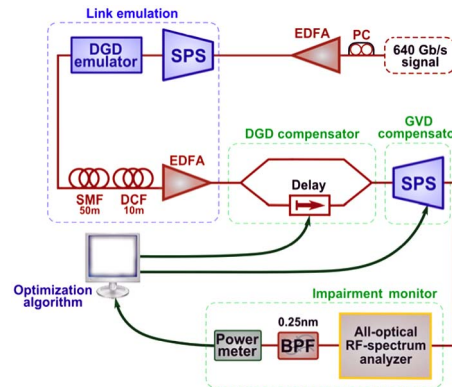 Link emulation
DGD
emulator
SPS
EDFA
PC
640 Gb/s
signal
SMF
50m
DCF
10m
EDFA
DGD compensator
Delay
GVD
compensator
SPS
Optimization
algorithm
Impairment monitor
Power
meter
0.25nm
BPF
All-optical
RF-spectrum
analyzer